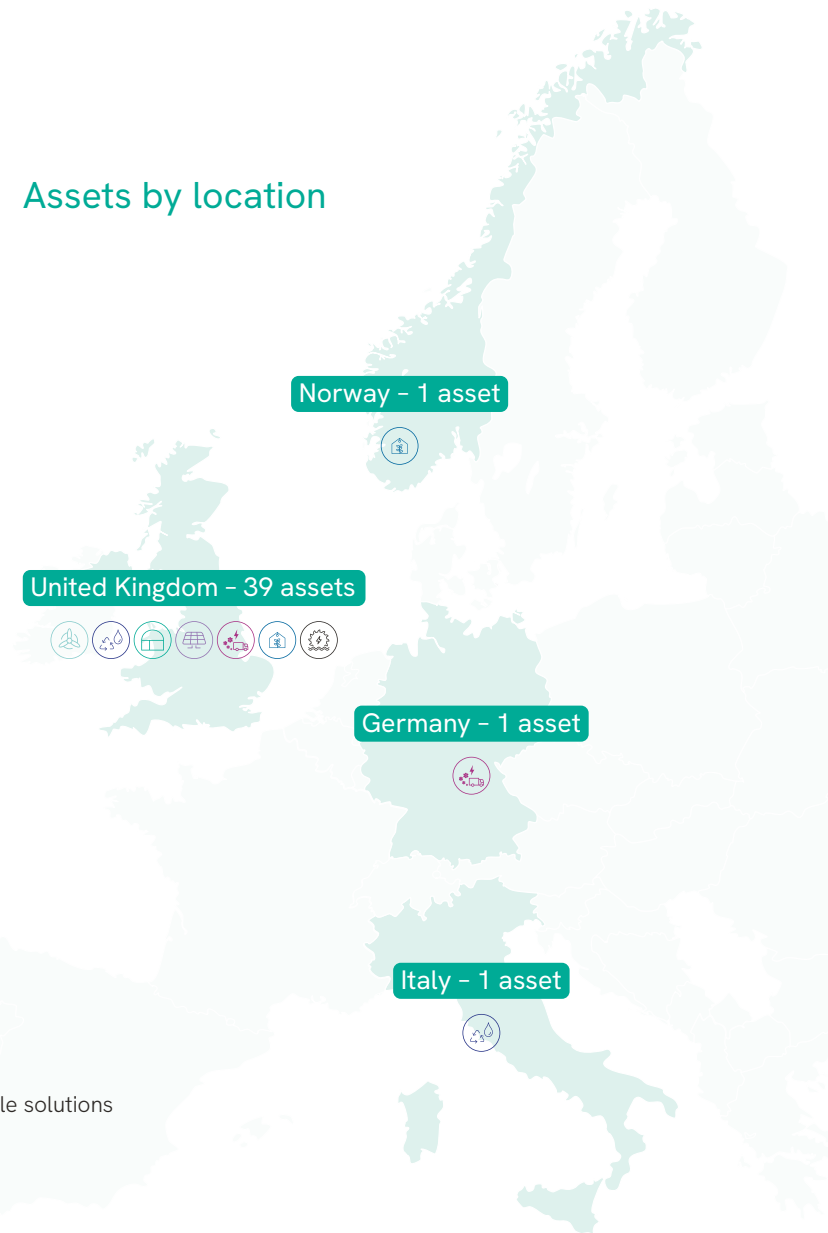 Assets by location
Norway – 1 asset
United Kingdom – 39 assets
Germany – 1 asset
Italy – 1 asset
le solutions